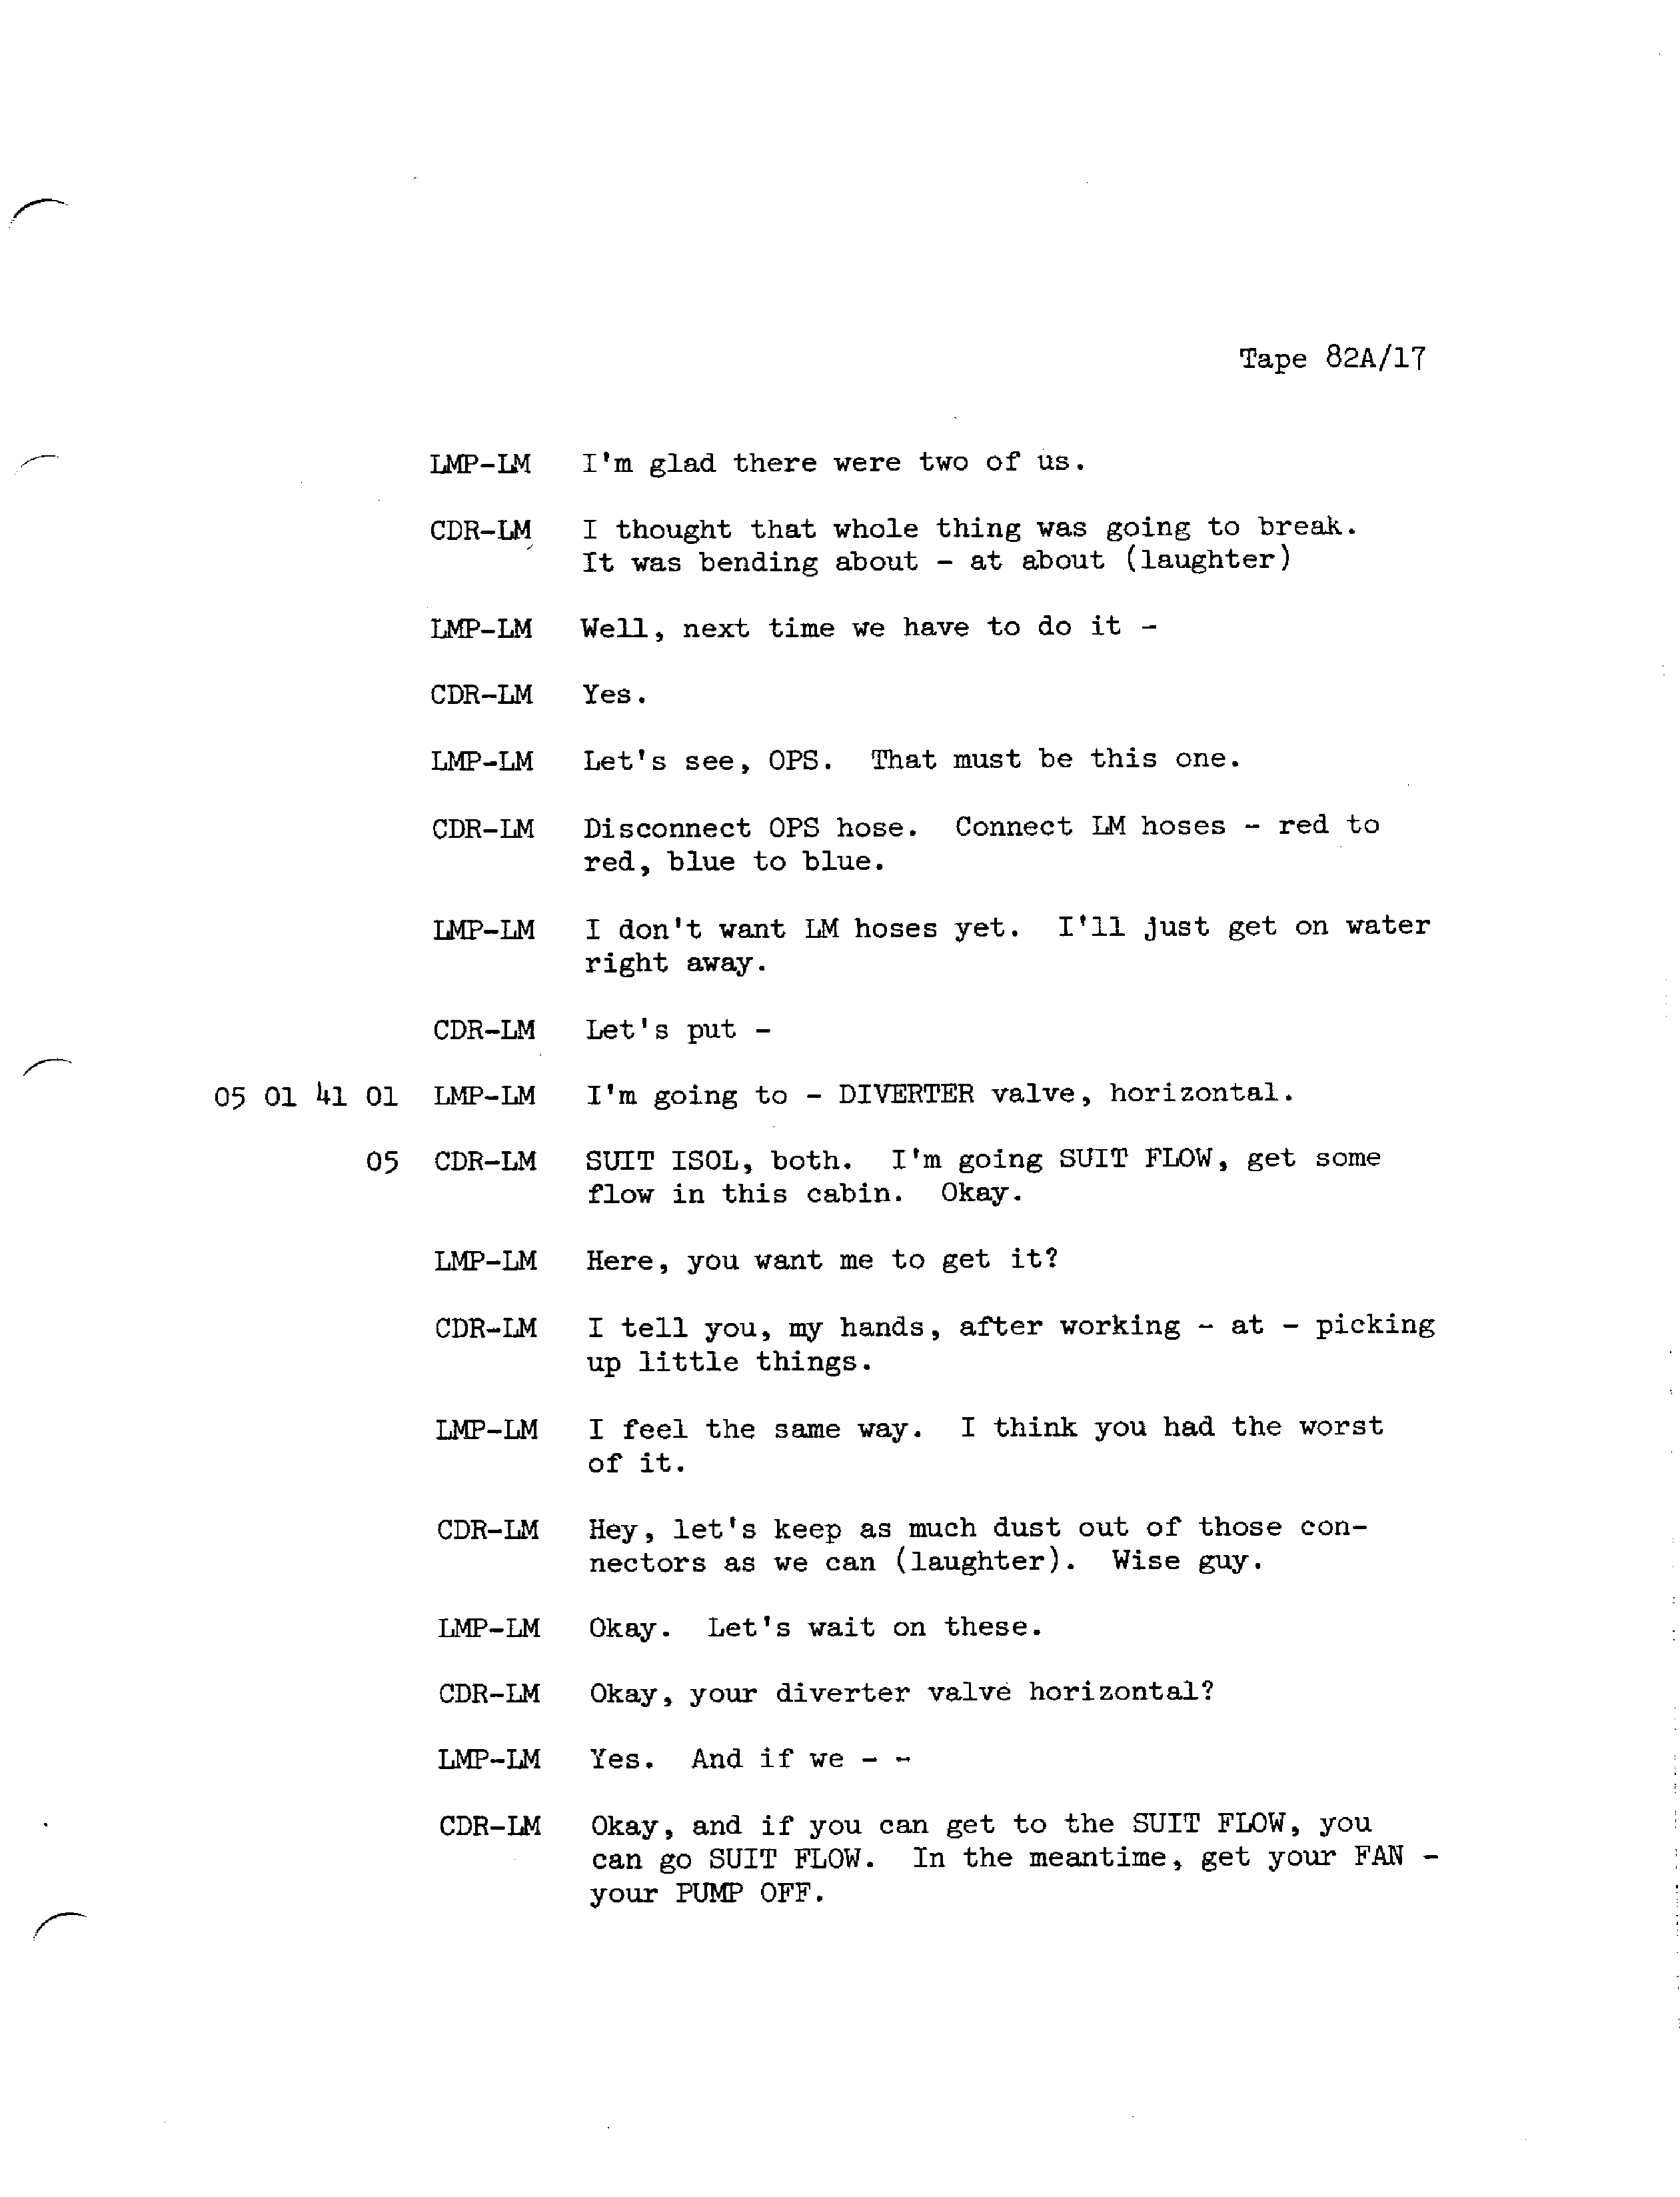 Tape 82A/17
LMP-LM I'm glad there were two of us.
CDR-LM I thought that whole thing was going to break.
It was bending about - at about (laughter)
LMP-LM Well, next time we have to do it -
CDR-LM Yes.
LMP-LM Let's see, OPS. That must be this one.
CDR-LM Disconnect OPS hose. Connect LM hoses - red to
red, blue to blue.
LMP-LM I don't want LM hoses yet. I'll just get on water
right away.
CDR-LM Let's put -
05 01 41 01 LMP-LM I'm going to - DIVERTER valve, horizontal.
05 CDR-LM SUIT ISOL, both. I'm going SUIT FLOW, get some
flow in this cabin. Okay.
LMP-LM Here, you want me to get it?
CDR-LM I tell you, my hands, after working - at - picking
up little things.
LMP-LM I feel the same way. I think you had the worst
of it.
CDR-LM Hey, let's keep as much dust out of those con-
nectors as we can (laughter). Wise guy.
LMP-LM Okay. Let's wait on these.
CDR-LM Okay, your diverter valve horizontal?
LMP-LM Yes. And if we - -
CDR-LM Okay, and if you can get to the SUIT FLOW, you
can go SUIT FLOW. In the meantime, get your FAN -
your PUMP OFF.